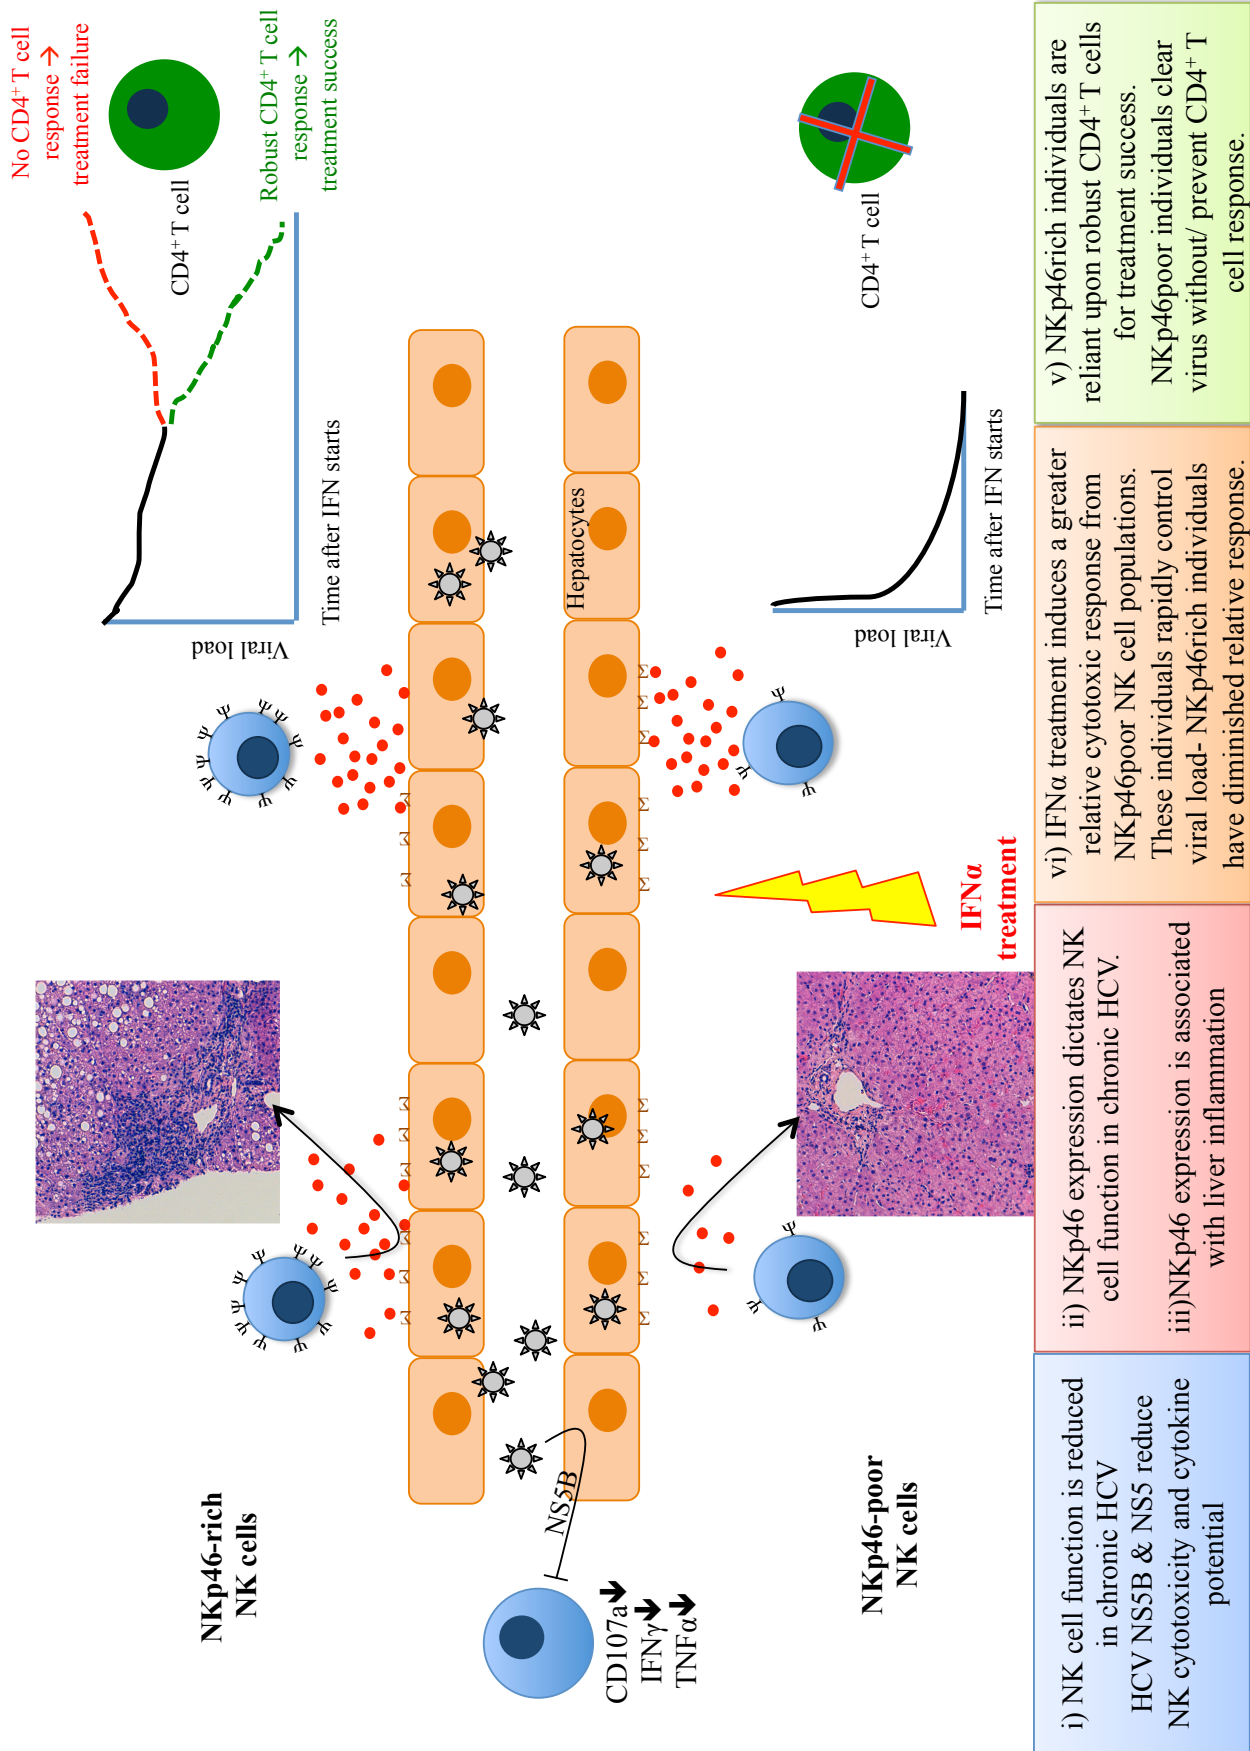 NKp46-rich
NK cells
No CD4⁺ T cell
response →
treatment failure
CD4⁺ T cell
Robust CD4⁺ T cell
response →
treatment success
Viral load
Time after IFN starts
Hepatocytes
NS5B
CD107a🡻
IFNγ🡻
TNFα🡻
NKp46-poor
NK cells
IFNα
treatment
Viral load
Time after IFN starts
CD4⁺ T cell
i) NK cell function is reduced
in chronic HCV
HCV NS5B & NS5 reduce
NK cytotoxicity and cytokine
potential
ii) NKp46 expression dictates NK
cell function in chronic HCV.
iii)NKp46 expression is associated
with liver inflammation
vi) IFNα treatment induces a greater
relative cytotoxic response from
NKp46poor NK cell populations.
These individuals rapidly control
viral load- NKp46rich individuals
have diminished relative response.
v) NKp46rich individuals are
reliant upon robust CD4⁺ T cells
for treatment success.
NKp46poor individuals clear
virus without/ prevent CD4⁺ T
cell response.